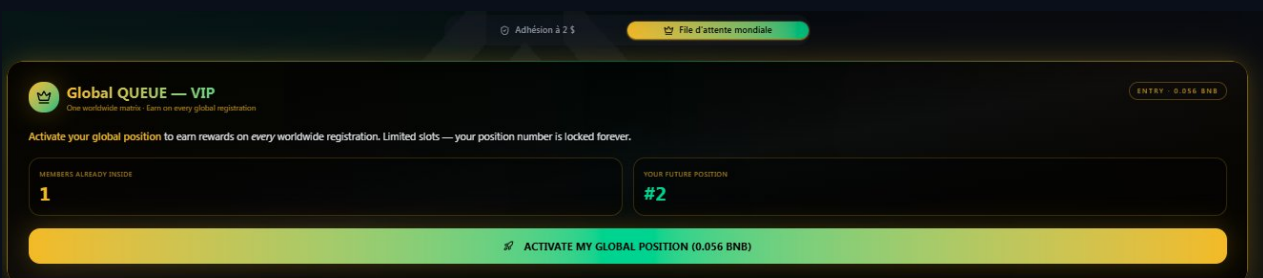 Adhésion à 2 $
File d'attente mondiale
Global QUEUE — VIP
One worldwide matrix · Earn on every global registration
ENTRY · 0.056 BNB
Activate your global position to earn rewards on every worldwide registration. Limited slots — your position number is locked forever.
MEMBERS ALREADY INSIDE
1
YOUR FUTURE POSITION
#2
ACTIVATE MY GLOBAL POSITION (0.056 BNB)